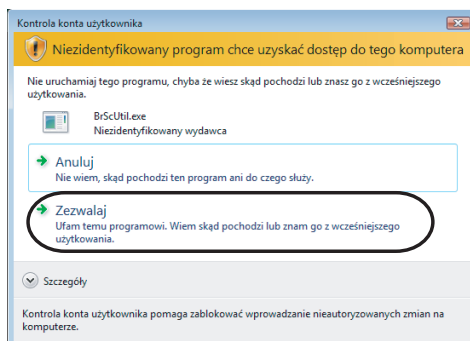 Kontrola konta użytkownika
Niezidentyfikowany program chce uzyskać dostęp do tego komputera
Nie uruchamiaj tego programu, chyba że wiesz skąd pochodzi lub znasz go z wcześniejszego
użytkowania.
BrScUtil.exe
Niezidentyfikowany wydawca
Anuluj
Nie wiem, skąd pochodzi ten program ani do czego służy.
Zezwalaj
Ufam temu programowi. Wiem skąd pochodzi lub znam go z wcześniejszego
użytkowania.
Szczegóły
Kontrola konta użytkownika pomaga zablokować wprowadzanie nieautoryzowanych zmian na
komputerze.